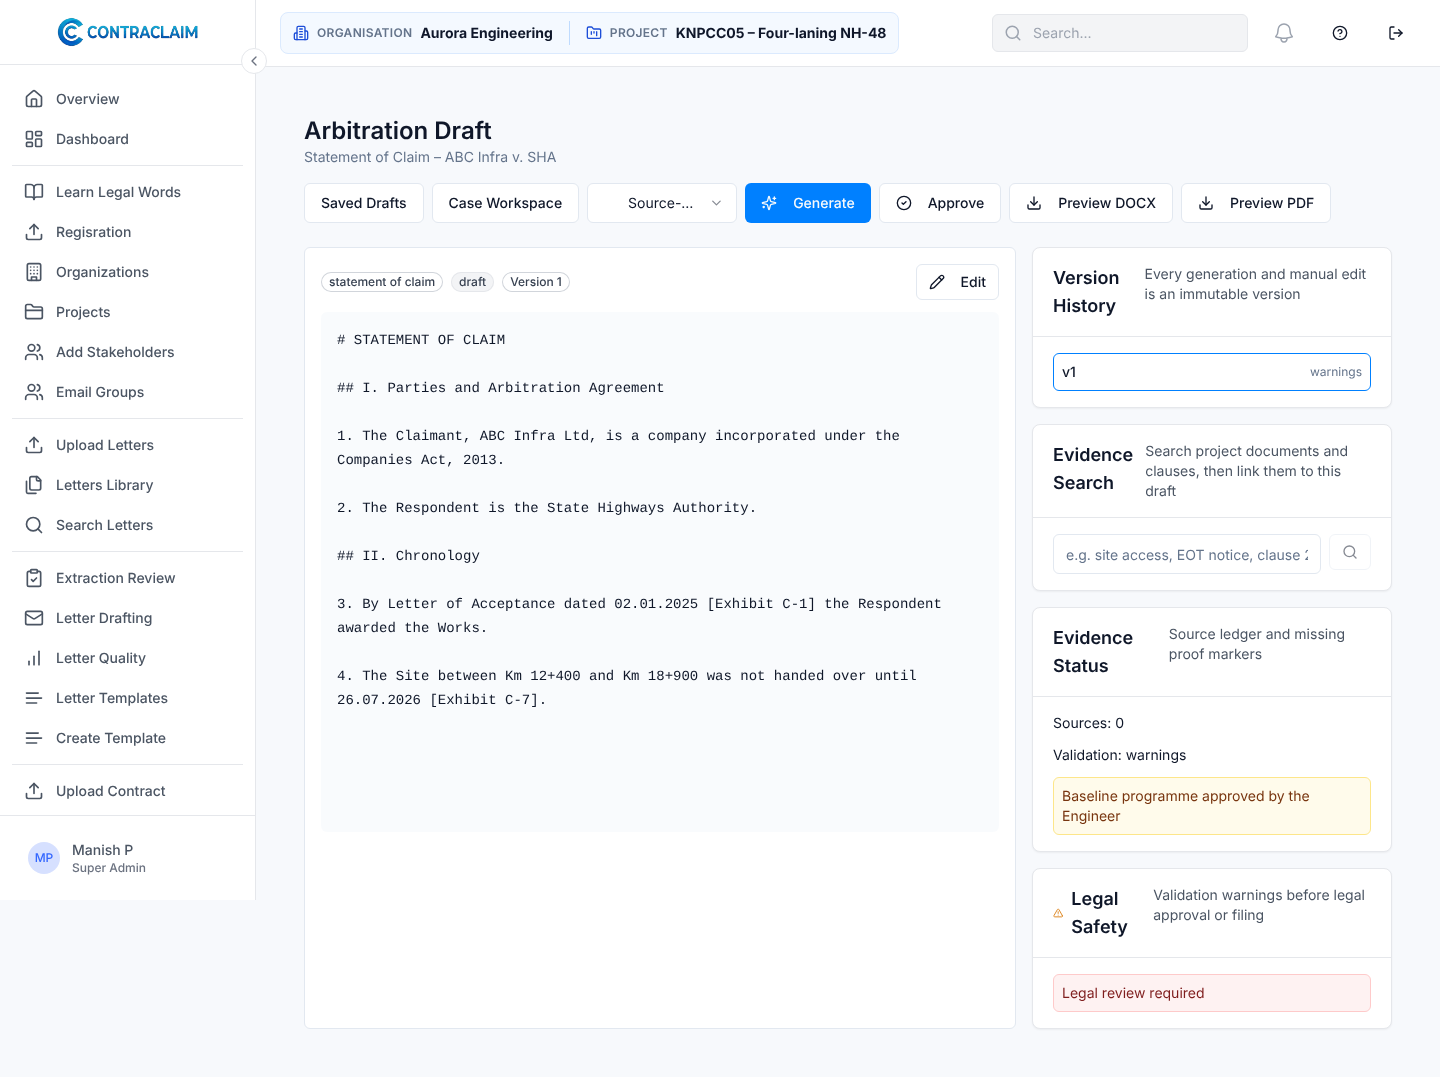 CONTRACLAIM
ORGANISATION Aurora Engineering
PROJECT KNPCC05 – Four-laning NH-48
Search...
Overview
Dashboard
Learn Legal Words
Regisration
Organizations
Projects
Add Stakeholders
Email Groups
Upload Letters
Letters Library
Search Letters
Extraction Review
Letter Drafting
Letter Quality
Letter Templates
Create Template
Upload Contract
MP
Manish P
Super Admin
Arbitration Draft
Statement of Claim – ABC Infra v. SHA
Saved Drafts
Case Workspace
Source-...
Generate
Approve
Preview DOCX
Preview PDF
statement of claim
draft
Version 1
Edit
# STATEMENT OF CLAIM
## I. Parties and Arbitration Agreement
1. The Claimant, ABC Infra Ltd, is a company incorporated under the
Companies Act, 2013.
2. The Respondent is the State Highways Authority.
## II. Chronology
3. By Letter of Acceptance dated 02.01.2025 [Exhibit C-1] the Respondent
awarded the Works.
4. The Site between Km 12+400 and Km 18+900 was not handed over until
26.07.2026 [Exhibit C-7].
Version
History
Every generation and manual edit
is an immutable version
v1
warnings
Evidence
Search
Search project documents and
clauses, then link them to this
draft
e.g. site access, EOT notice, clause
Evidence
Status
Source ledger and missing
proof markers
Sources: 0
Validation: warnings
Baseline programme approved by the
Engineer
Legal
Safety
Validation warnings before legal
approval or filing
Legal review required